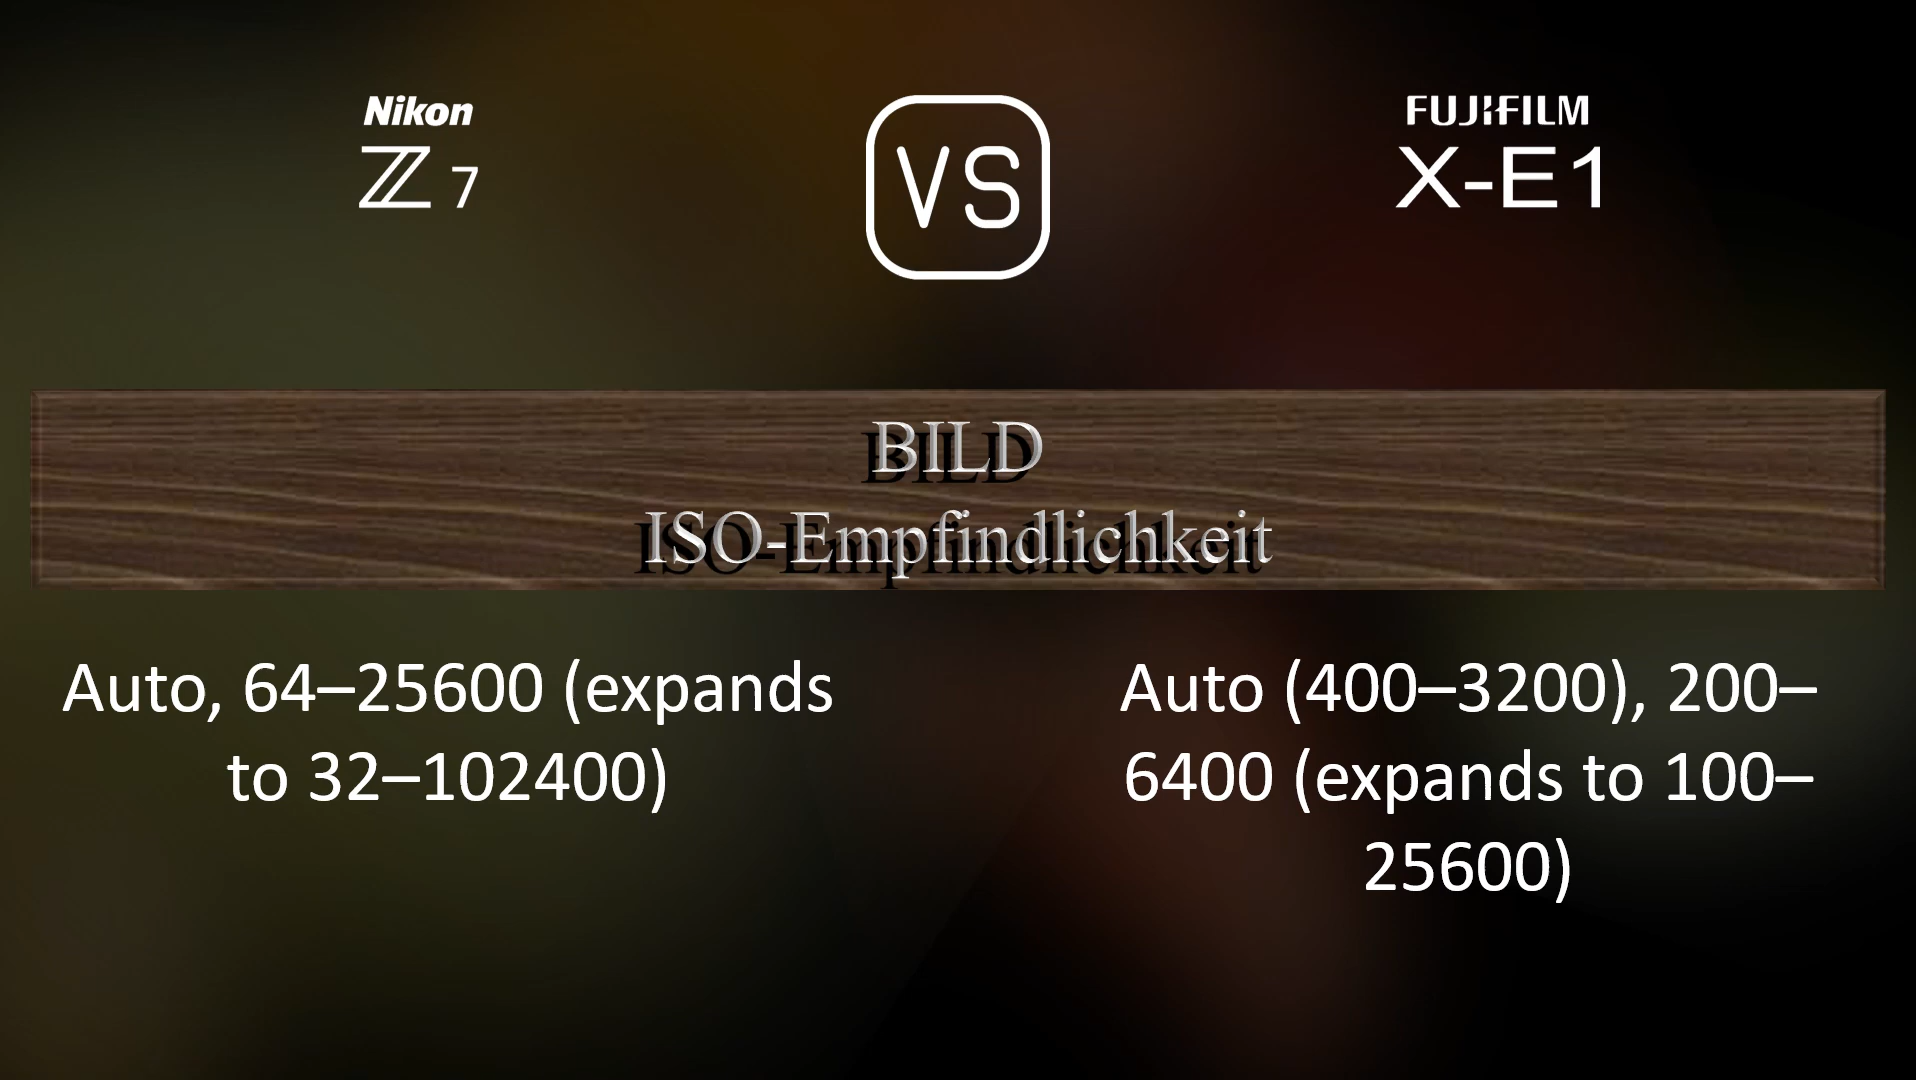 Nikon
Z 7
VS
FUJIFILM
X-E1
BILD
ISO-Empfindlichkeit
Auto, 64–25600 (expands
to 32–102400)
Auto (400–3200), 200–
6400 (expands to 100–
25600)